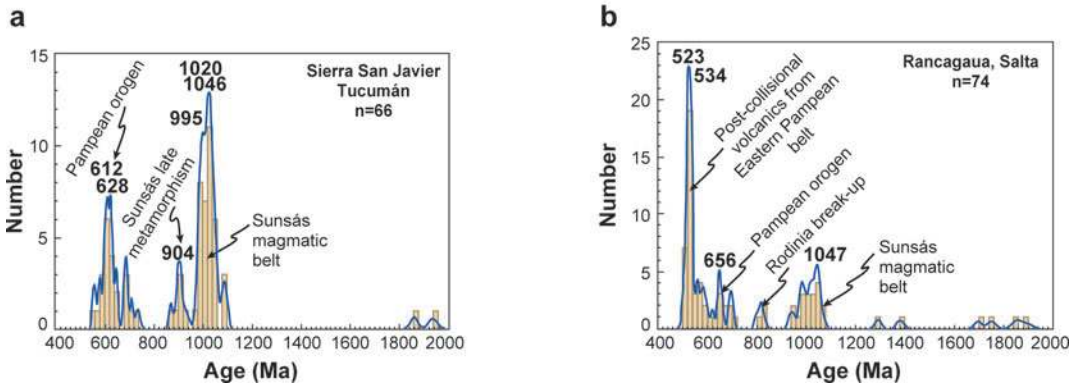 a
15
10
5
0
Number
400 600 800 1000 1200 1400 1600 1800 2000
Age (Ma)
Sierra San Javier
Tucumán
n=66
Pampean orogen
612
628
Sunsás late
metamorphism
904
995
1020
1046
Sunsás
magmatic
belt
b
25
20
15
10
5
0
Number
400 600 800 1000 1200 1400 1600 1800 2000
Age (Ma)
Rancagaua, Salta
n=74
523
534
Post-collisional
volcanics from
Eastern Pampean
belt
Pampean orogen
Rodinia break-up
656
1047
Sunsás
magmatic
belt